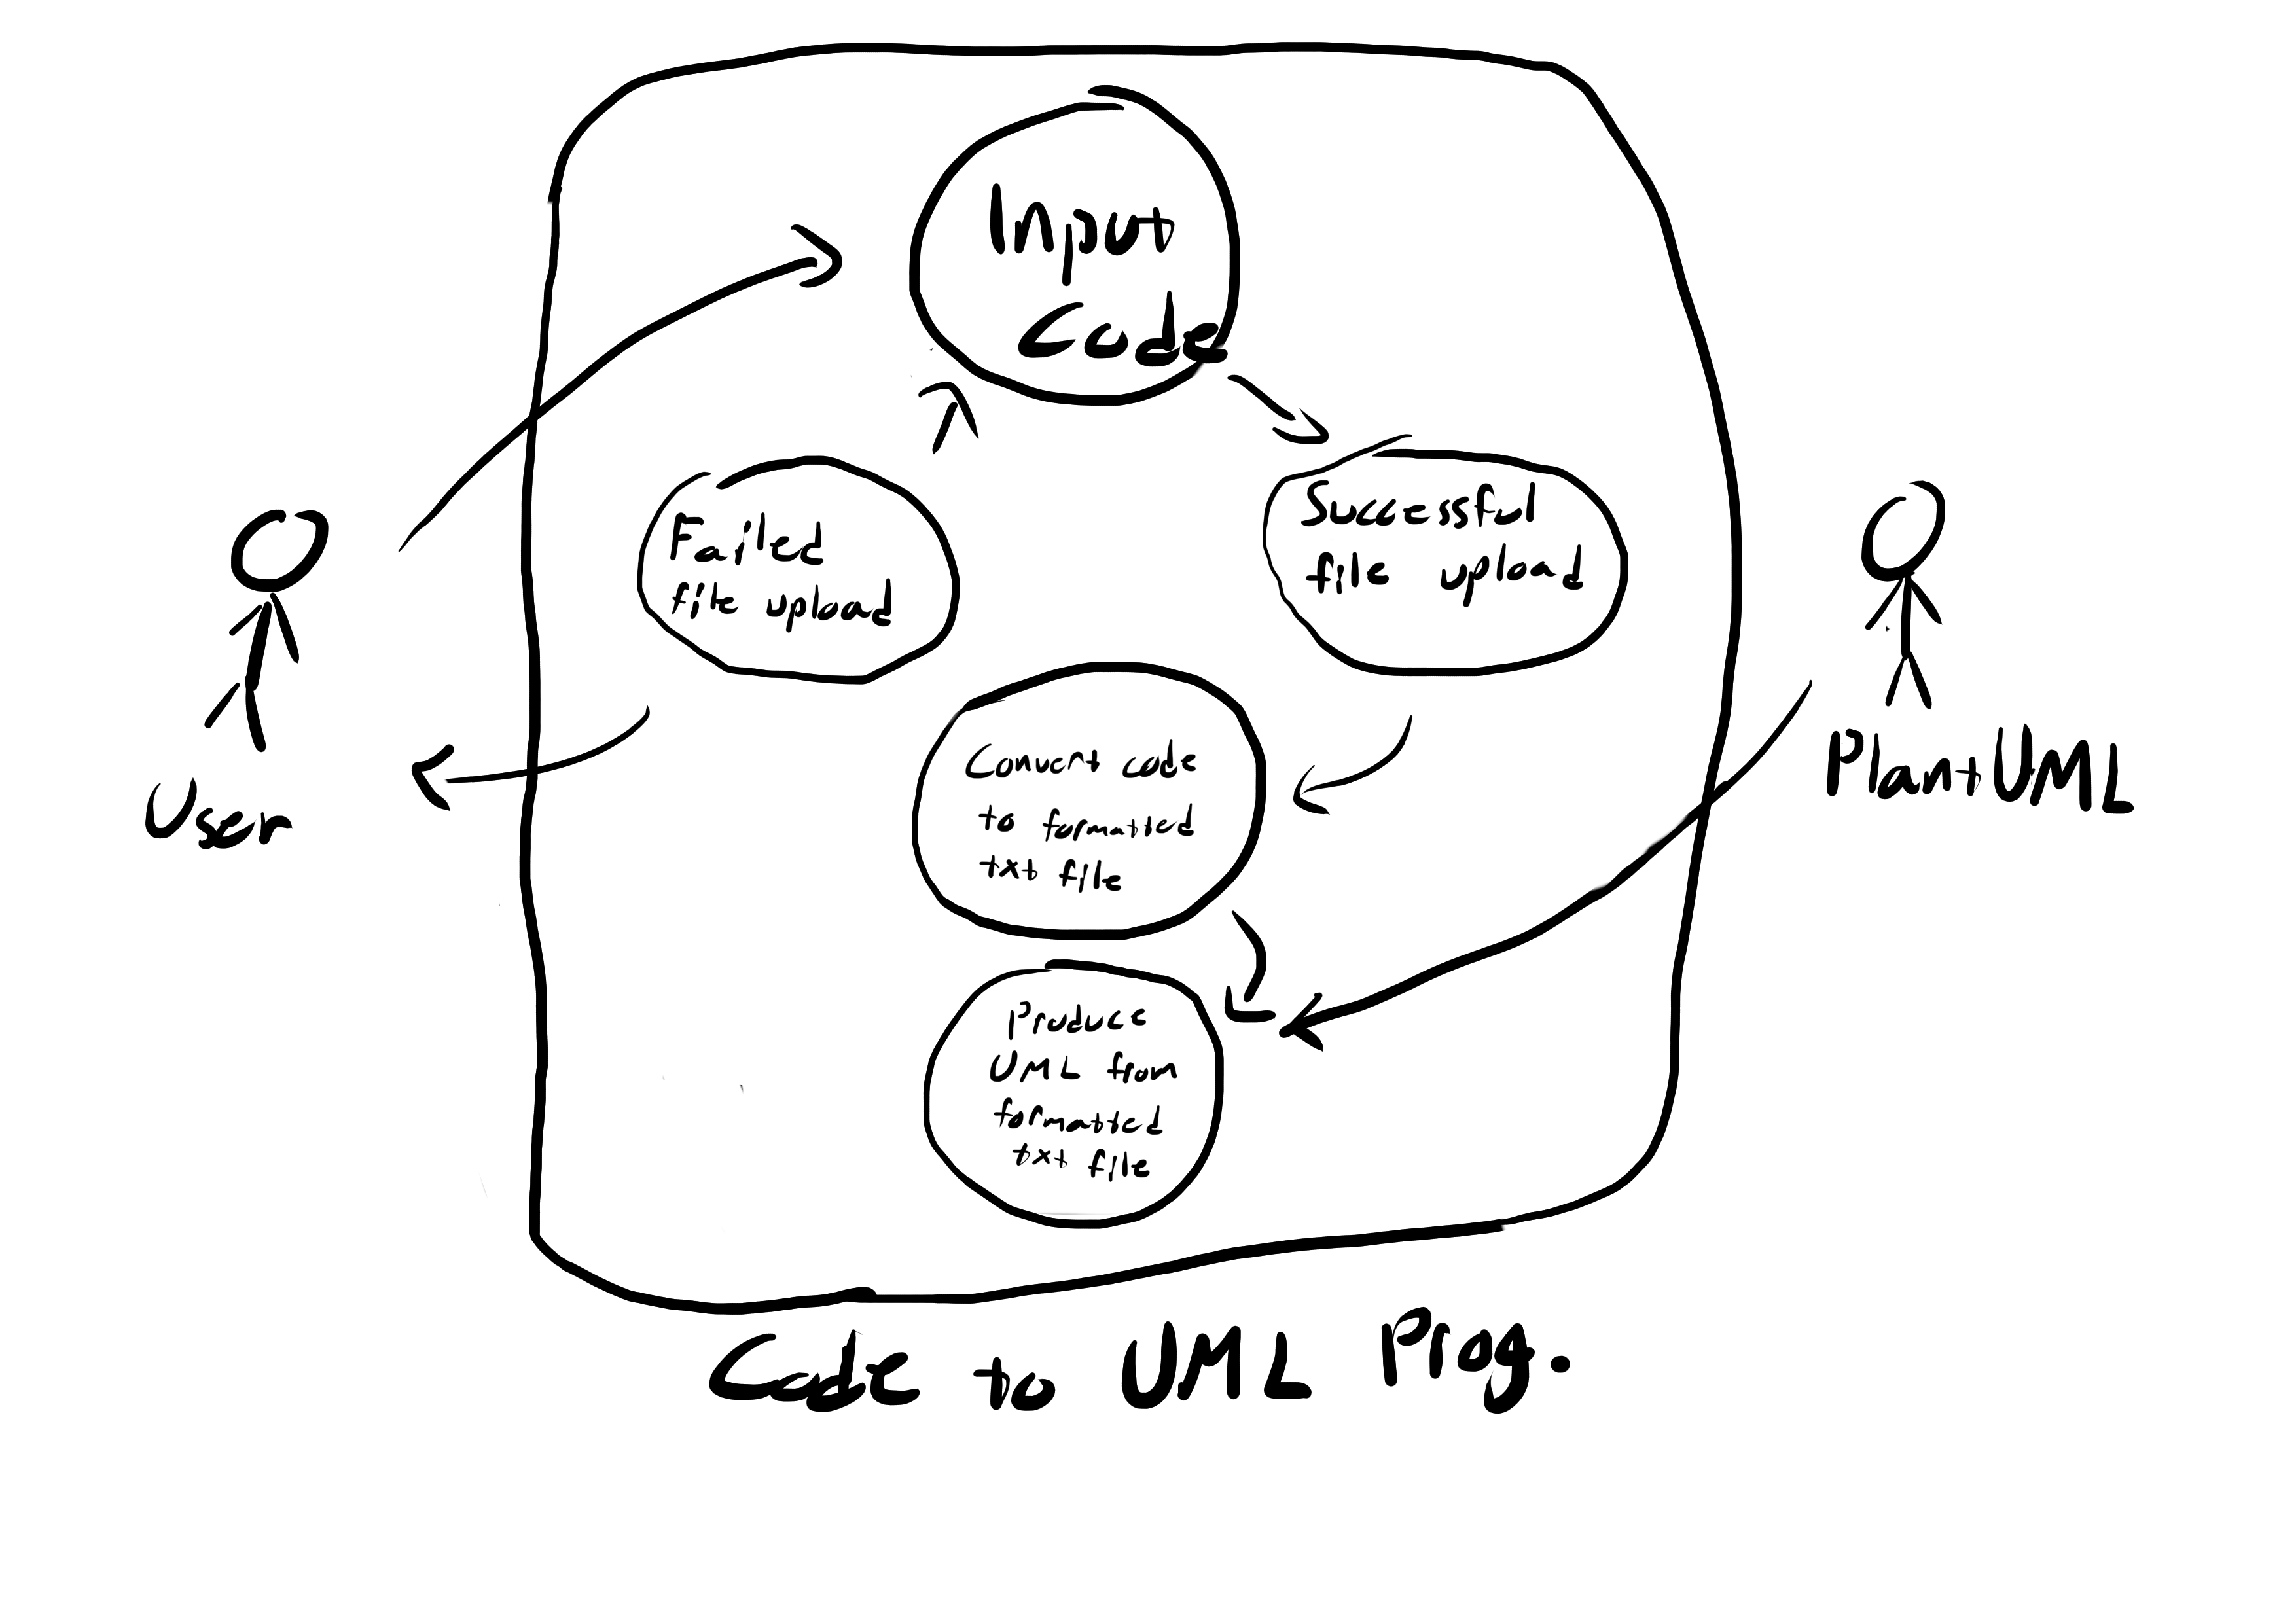 Input
Code
Failed
file upload
Successful
file upload
Convert code
to formatted
txt file
Produce
UML from
formatted
txt file
User
PlantUML
Code to UML Prog.